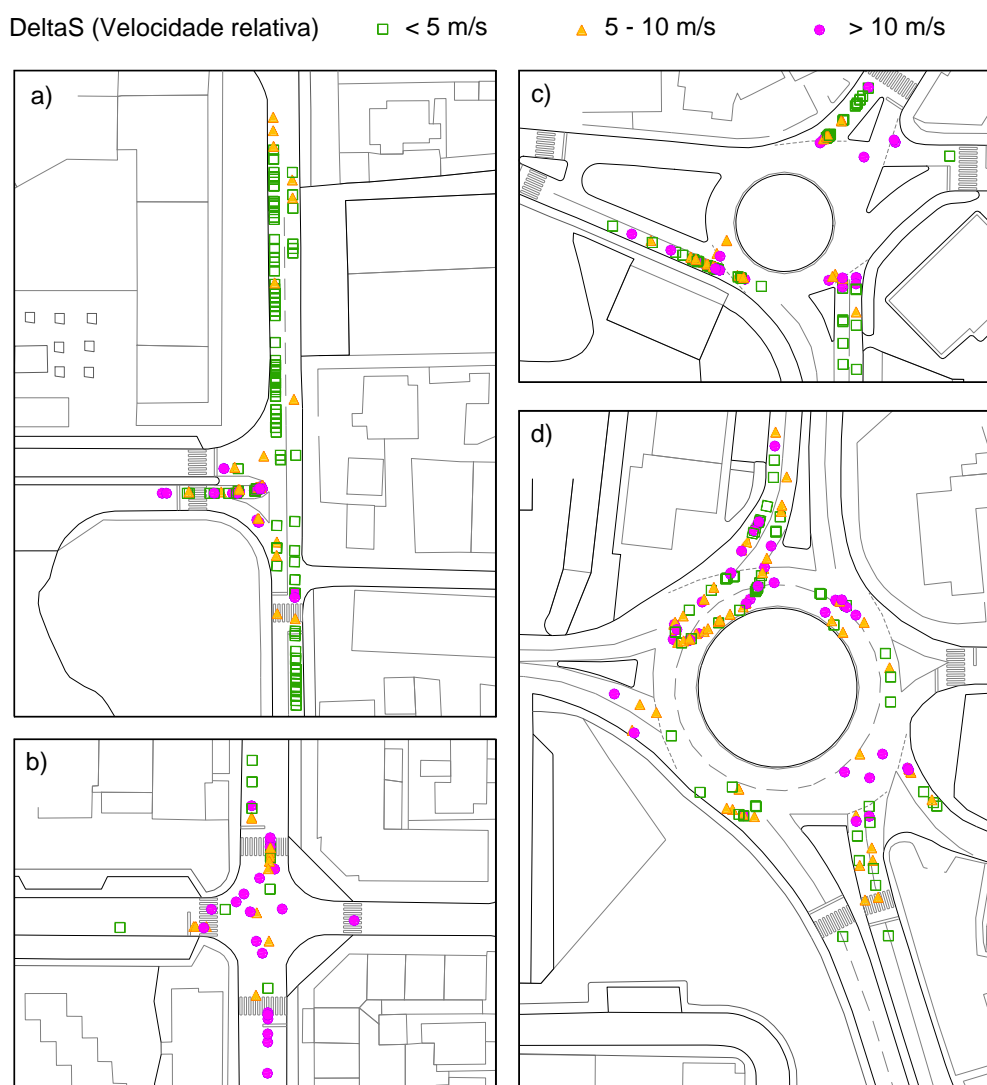 DeltaS (Velocidade relativa) < 5 m/s 5 - 10 m/s > 10 m/s
a)
c)
d)
b)